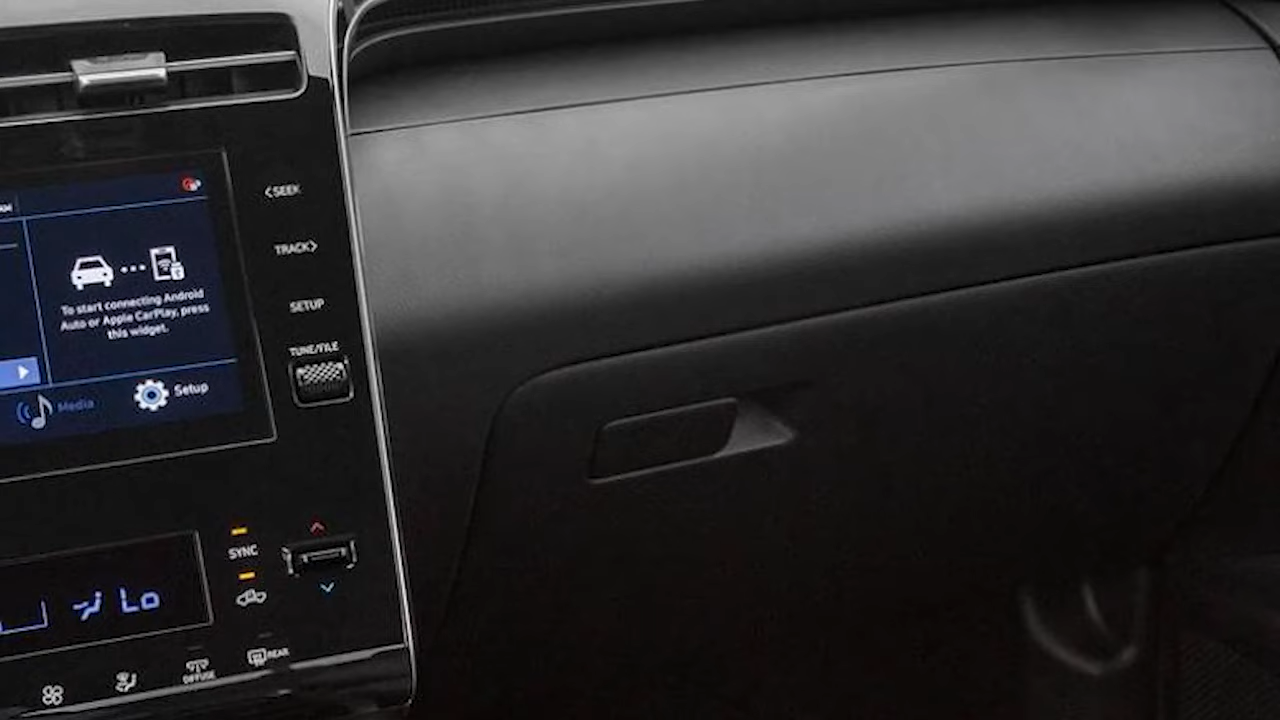 <SEEK
TRACK>
To start connecting Android
Auto or Apple CarPlay, press
this widget.
SETUP
TUNE/FILE
Media
Setup
SYNC
Lo
DIFFUSE
REAR